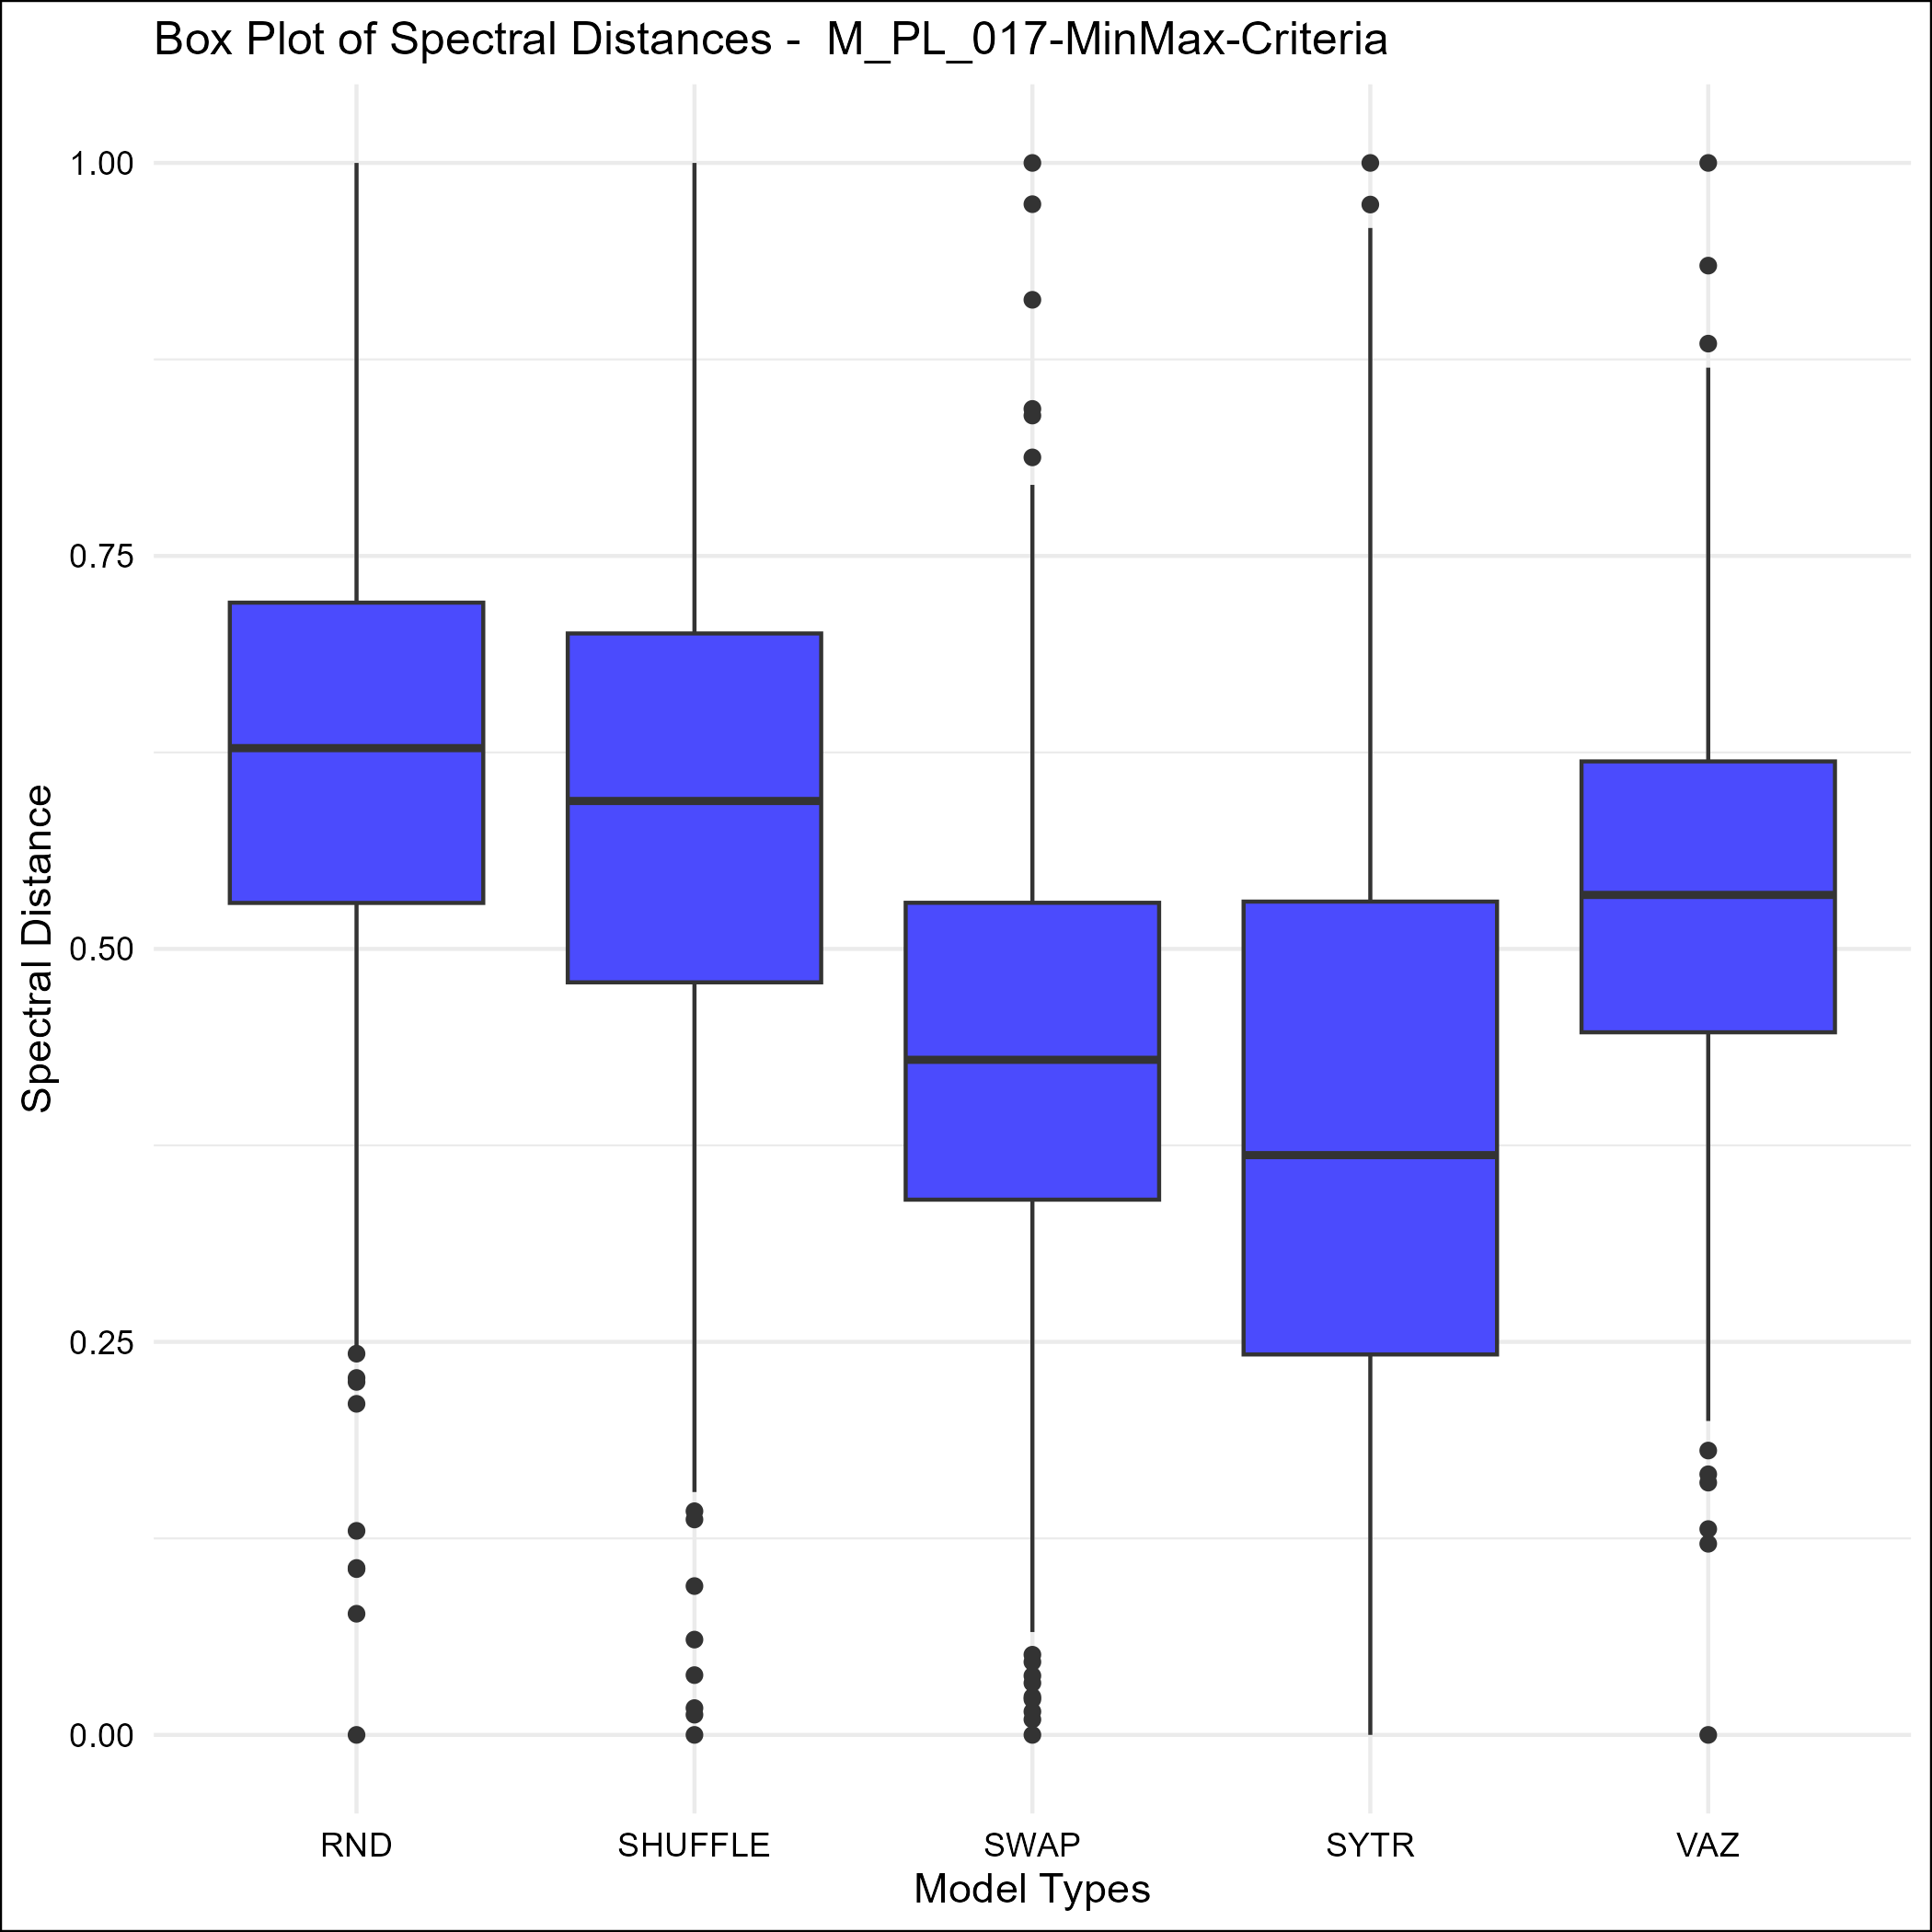 Box Plot of Spectral Distances -  M_PL_017-MinMax-Criteria
Spectral Distance
1.00
0.75
0.50
0.25
0.00
RND SHUFFLE SWAP SYTR VAZ
Model Types